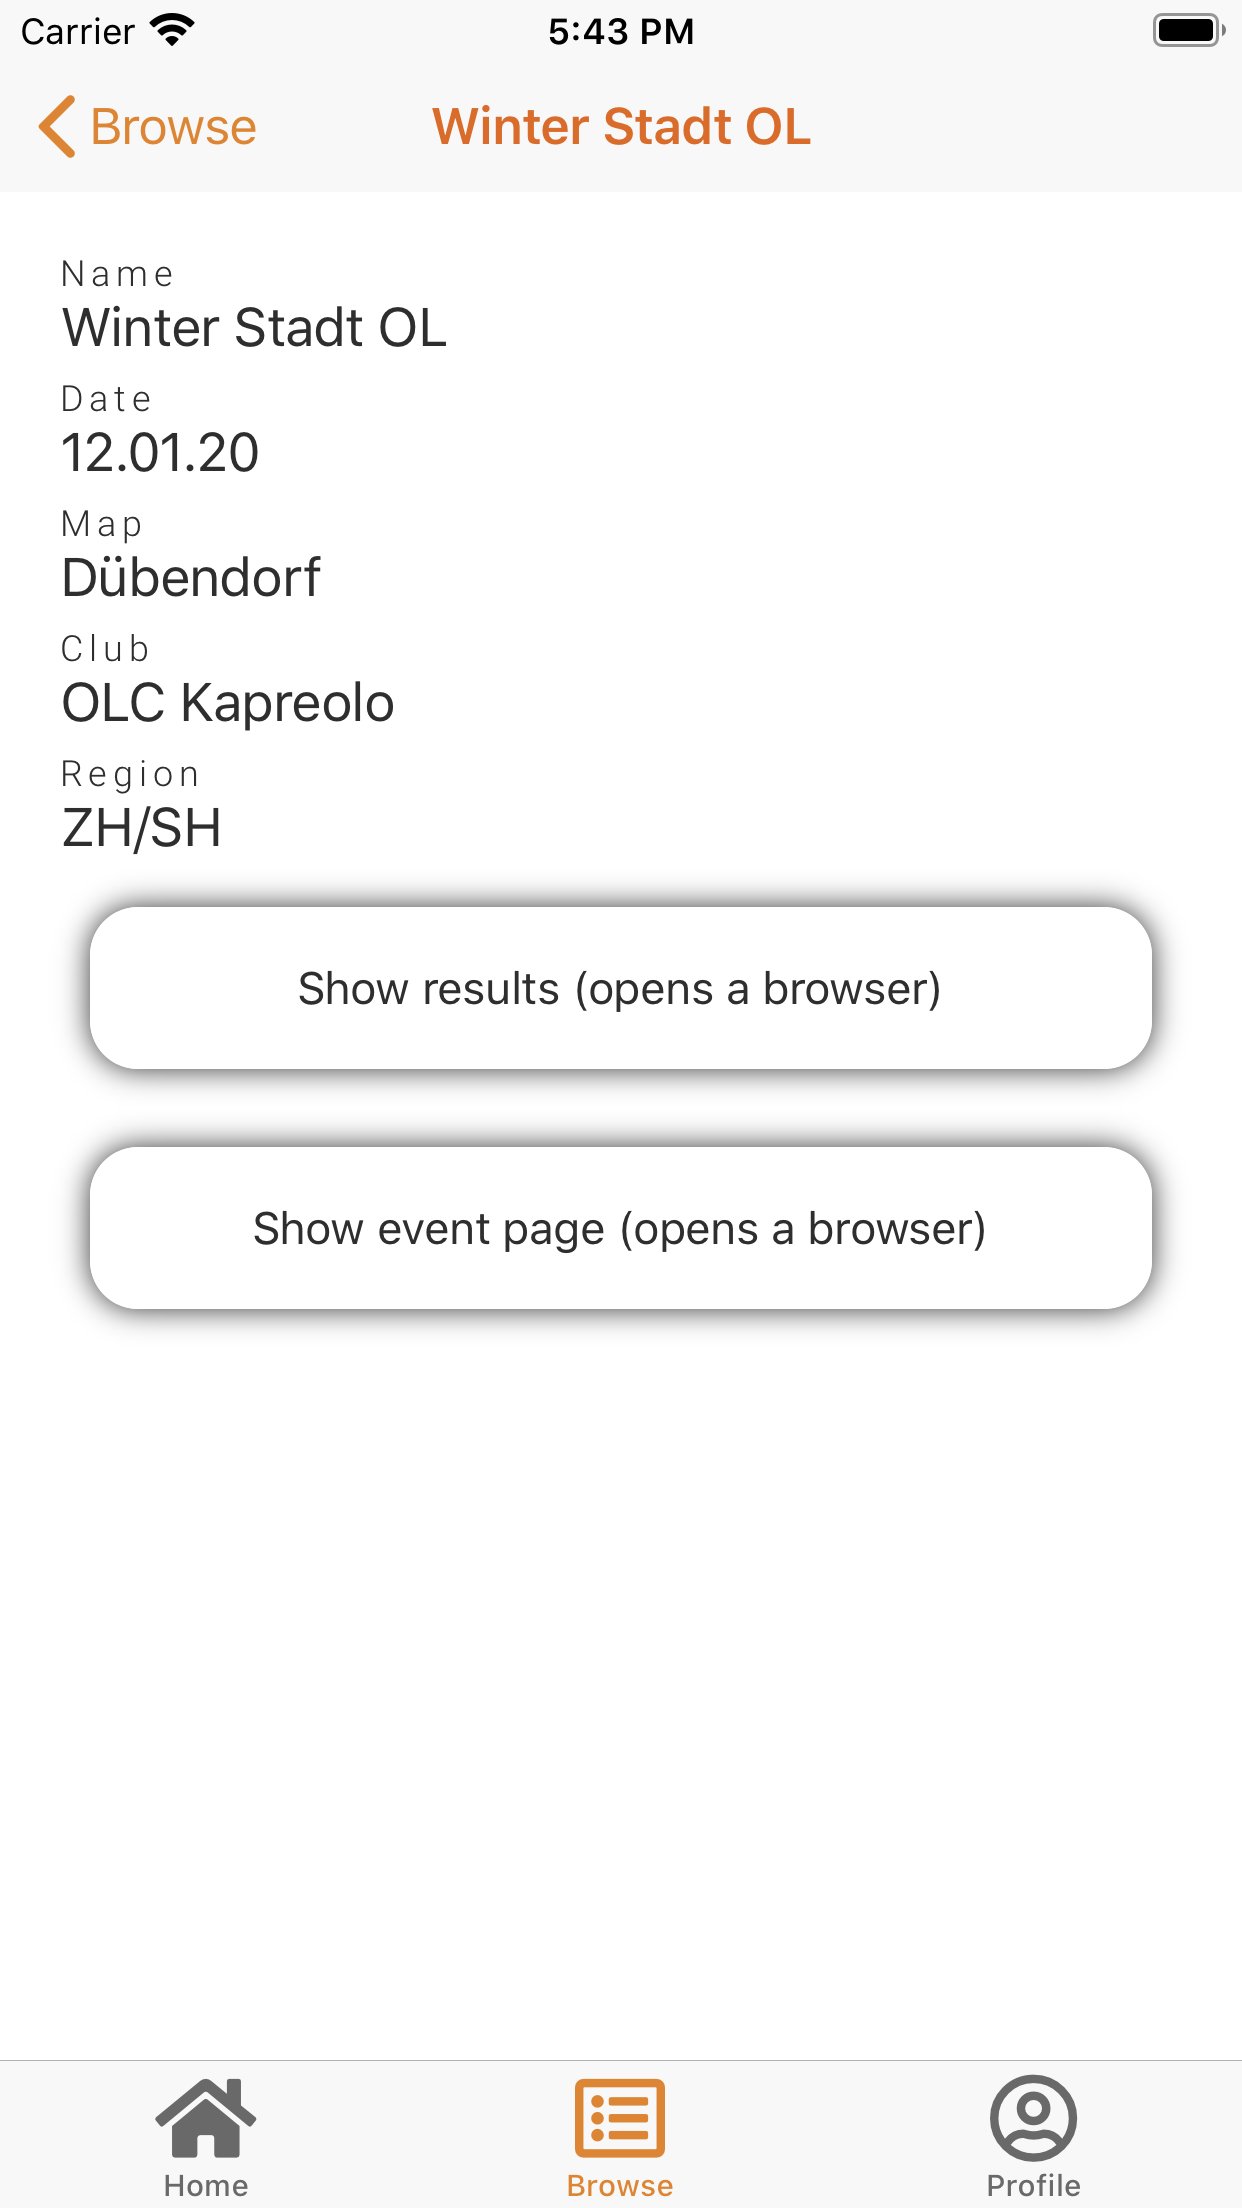 Carrier 5:43 PM
Browse Winter Stadt OL
Name
Winter Stadt OL
Date
12.01.20
Map
Dübendorf
Club
OLC Kapreolo
Region
ZH/SH
Show results (opens a browser)
Show event page (opens a browser)
Home Browse Profile